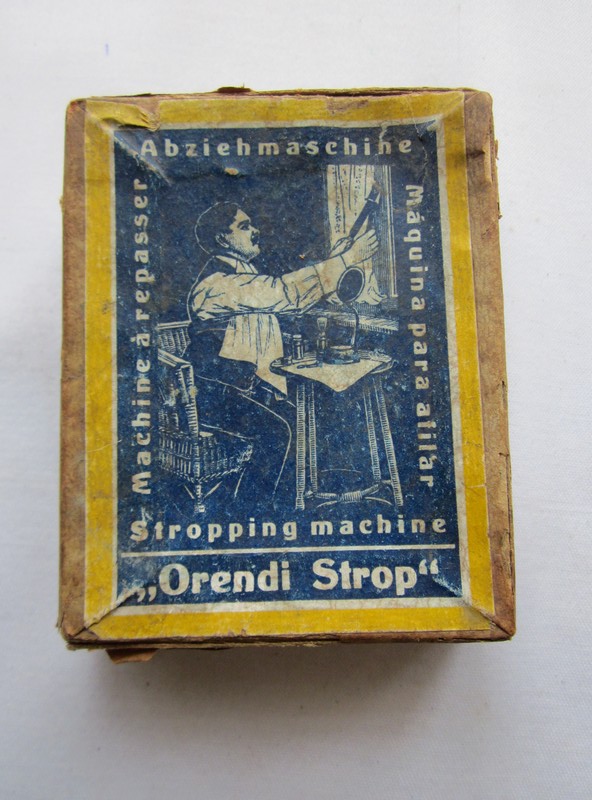 Abziehmaschine
Machine à repasser
Máquina para afilar
Stropping machine
„Orendi Strop“